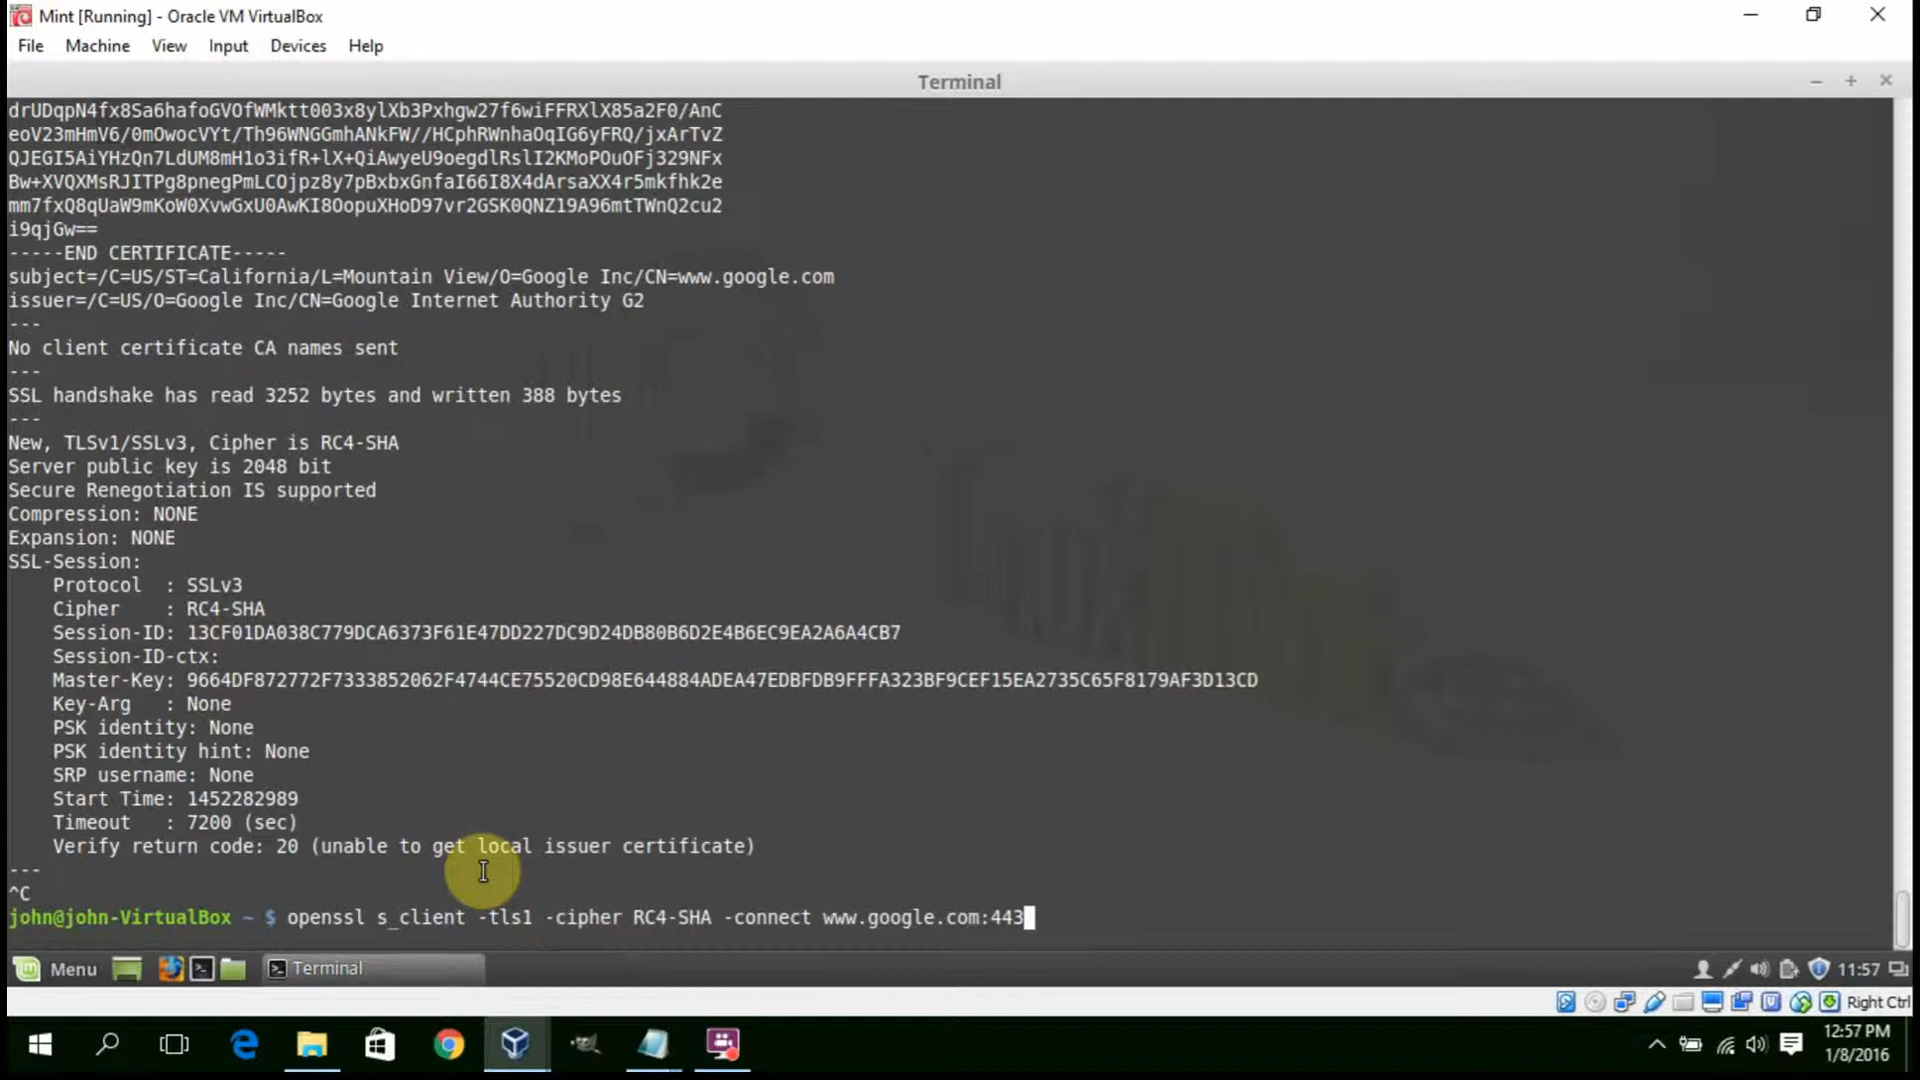 Mint [Running] - Oracle VM VirtualBox
File Machine View Input Devices Help
Terminal
drUDqpN4fx8Sa6hafoGVOfWMktt003x8ylXb3Pxhgw27f6wiFFRXlX85a2F0/AnC
eoV23mHmV6/0mOwocVYt/Th96WNGGmhANkFW//HCphRWnhaOqIG6yFRQ/jxArTvZ
QJEGI5AiYHzQn7LdUM8mH1o3ifR+lX+QiAwyeU9oegdlRslI2KMoPOuOFj329NFx
Bw+XVQXMsRJITPg8pnegPmLCOjpz8y7pBxbxGnfaI66I8X4dArsaXX4r5mkfhk2e
mm7fxQ8qUaW9mKoW0XvwGxU0AwKI8OopuXHoD97vr2GSK0QNZ19A96mtTWnQ2cu2
i9qjGw==
-----END CERTIFICATE-----
subject=/C=US/ST=California/L=Mountain View/O=Google Inc/CN=www.google.com
issuer=/C=US/O=Google Inc/CN=Google Internet Authority G2
---
No client certificate CA names sent
---
SSL handshake has read 3252 bytes and written 388 bytes
---
New, TLSv1/SSLv3, Cipher is RC4-SHA
Server public key is 2048 bit
Secure Renegotiation IS supported
Compression: NONE
Expansion: NONE
SSL-Session:
Protocol : SSLv3
Cipher : RC4-SHA
Session-ID: 13CF01DA038C779DCA6373F61E47DD227DC9D24DB80B6D2E4B6EC9EA2A6A4CB7
Session-ID-ctx:
Master-Key: 9664DF872772F7333852062F4744CE75520CD98E644884ADEA47EDBFDB9FFFA323BF9CEF15EA2735C65F8179AF3D13CD
Key-Arg : None
PSK identity: None
PSK identity hint: None
SRP username: None
Start Time: 1452282989
Timeout : 7200 (sec)
Verify return code: 20 (unable to get local issuer certificate)
---
^C
john@john-VirtualBox ~ $ openssl s_client -tls1 -cipher RC4-SHA -connect www.google.com:443
Menu Terminal 11:57
Right Ctrl
12:57 PM
1/8/2016